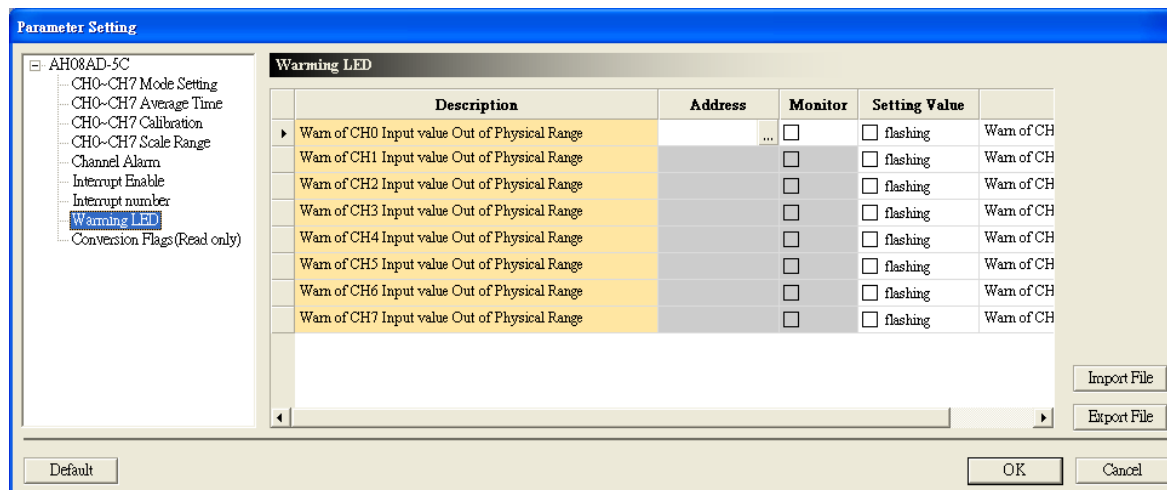 Parameter Setting
AH08AD-5C
CH0~CH7 Mode Setting
CH0~CH7 Average Time
CH0~CH7 Calibration
CH0~CH7 Scale Range
Channel Alarm
Interrupt Enable
Interrupt number
Warming LED
Conversion Flags(Read only)
Warming LED
Description Address Monitor Setting Value
Warn of CH0 Input value Out of Physical Range ... flashing Warn of CH
Warn of CH1 Input value Out of Physical Range flashing Warn of CH
Warn of CH2 Input value Out of Physical Range flashing Warn of CH
Warn of CH3 Input value Out of Physical Range flashing Warn of CH
Warn of CH4 Input value Out of Physical Range flashing Warn of CH
Warn of CH5 Input value Out of Physical Range flashing Warn of CH
Warn of CH6 Input value Out of Physical Range flashing Warn of CH
Warn of CH7 Input value Out of Physical Range flashing Warn of CH
Import File
Export File
Default OK Cancel